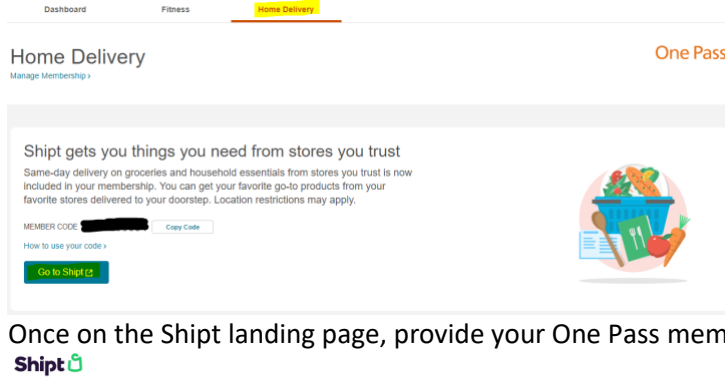 Dashboard Fitness Home Delivery
Home Delivery
One Pass
Manage Membership ›
Shipt gets you things you need from stores you trust
Same-day delivery on groceries and household essentials from stores you trust is now
included in your membership. You can get your favorite go-to products from your
favorite stores delivered to your doorstep. Location restrictions may apply.
MEMBER CODE Copy Code
How to use your code ›
Go to Shipt
Once on the Shipt landing page, provide your One Pass mem
Shipt